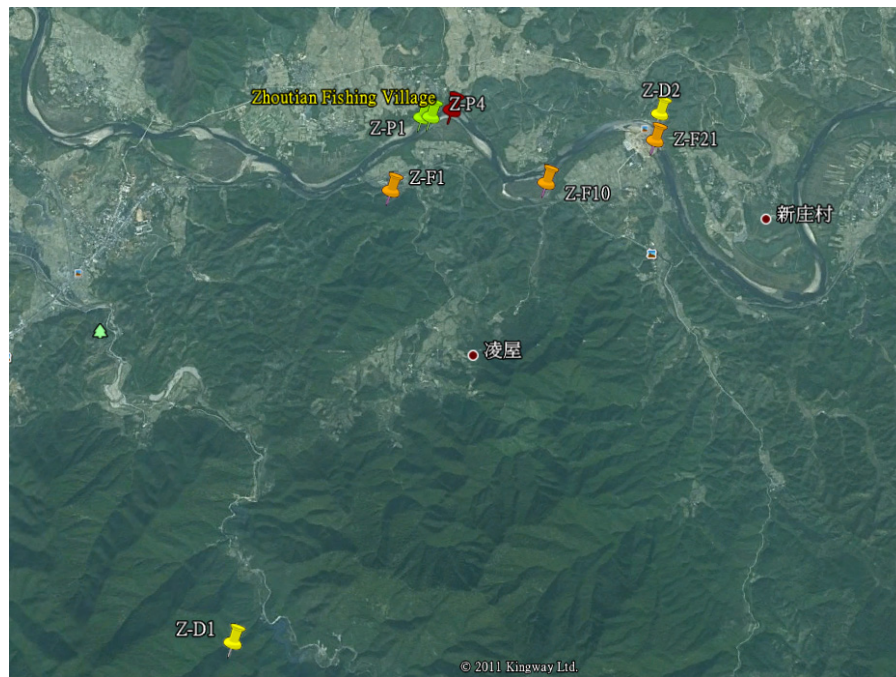 Z-D2
Zhoutian Fishing Village
Z-P4
Z-P1
Z-F21
Z-F1
Z-F10
新庄村
凌屋
Z-D1
© 2011 Kingway Ltd.